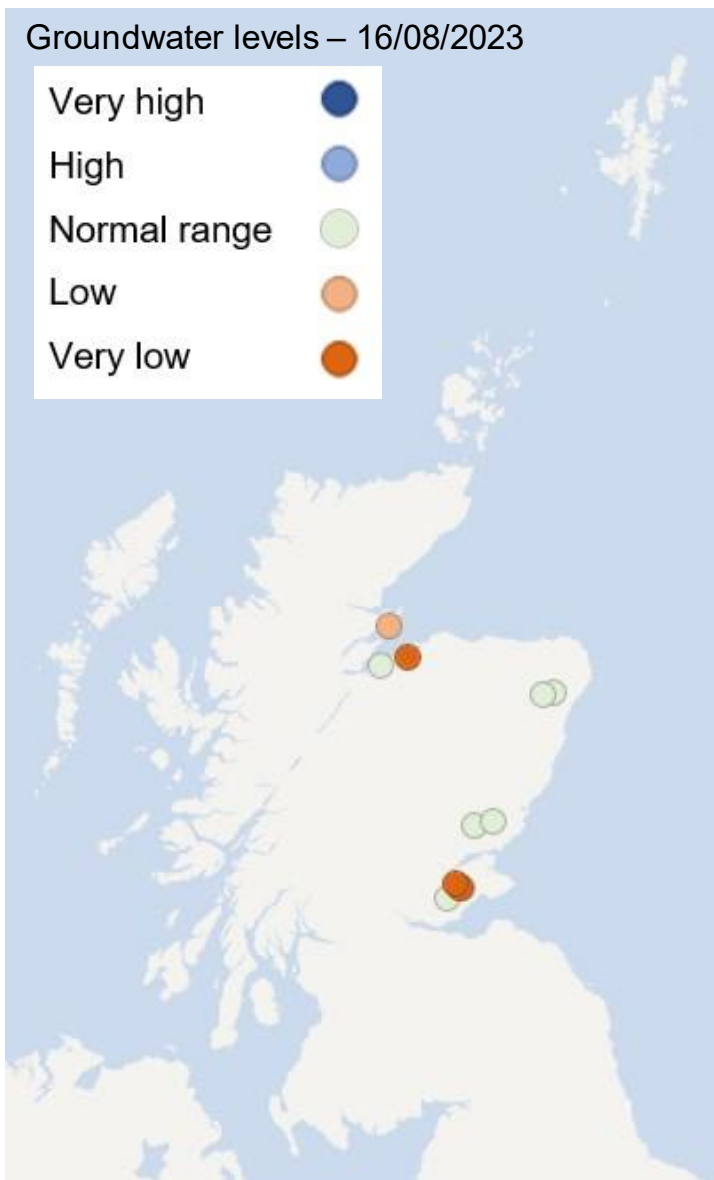 Groundwater levels – 16/08/2023
Very high
High
Normal range
Low
Very low